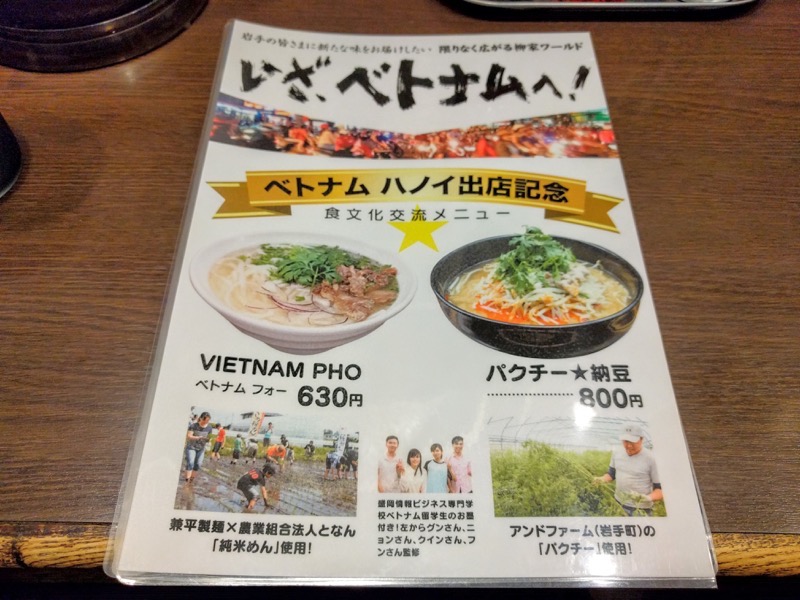 岩手の皆さまに新たな味をお届けしたい 限りなく広がる柳家ワールド
いざ、ベトナムへ!
ベトナム ハノイ出店記念
食文化交流メニュー
VIETNAM PHO
ベトナム フォー 630円
パクチー★納豆
800円
兼平製麺×農業組合法人となん
「純米めん」使用!
盛岡情報ビジネス専門学
校ベトナム留学生のお墨
付き!左からグンさん、ニ
ョンさん、クインさん、フ
ンさん監修
アンドファーム(岩手町)の
「パクチー」使用!